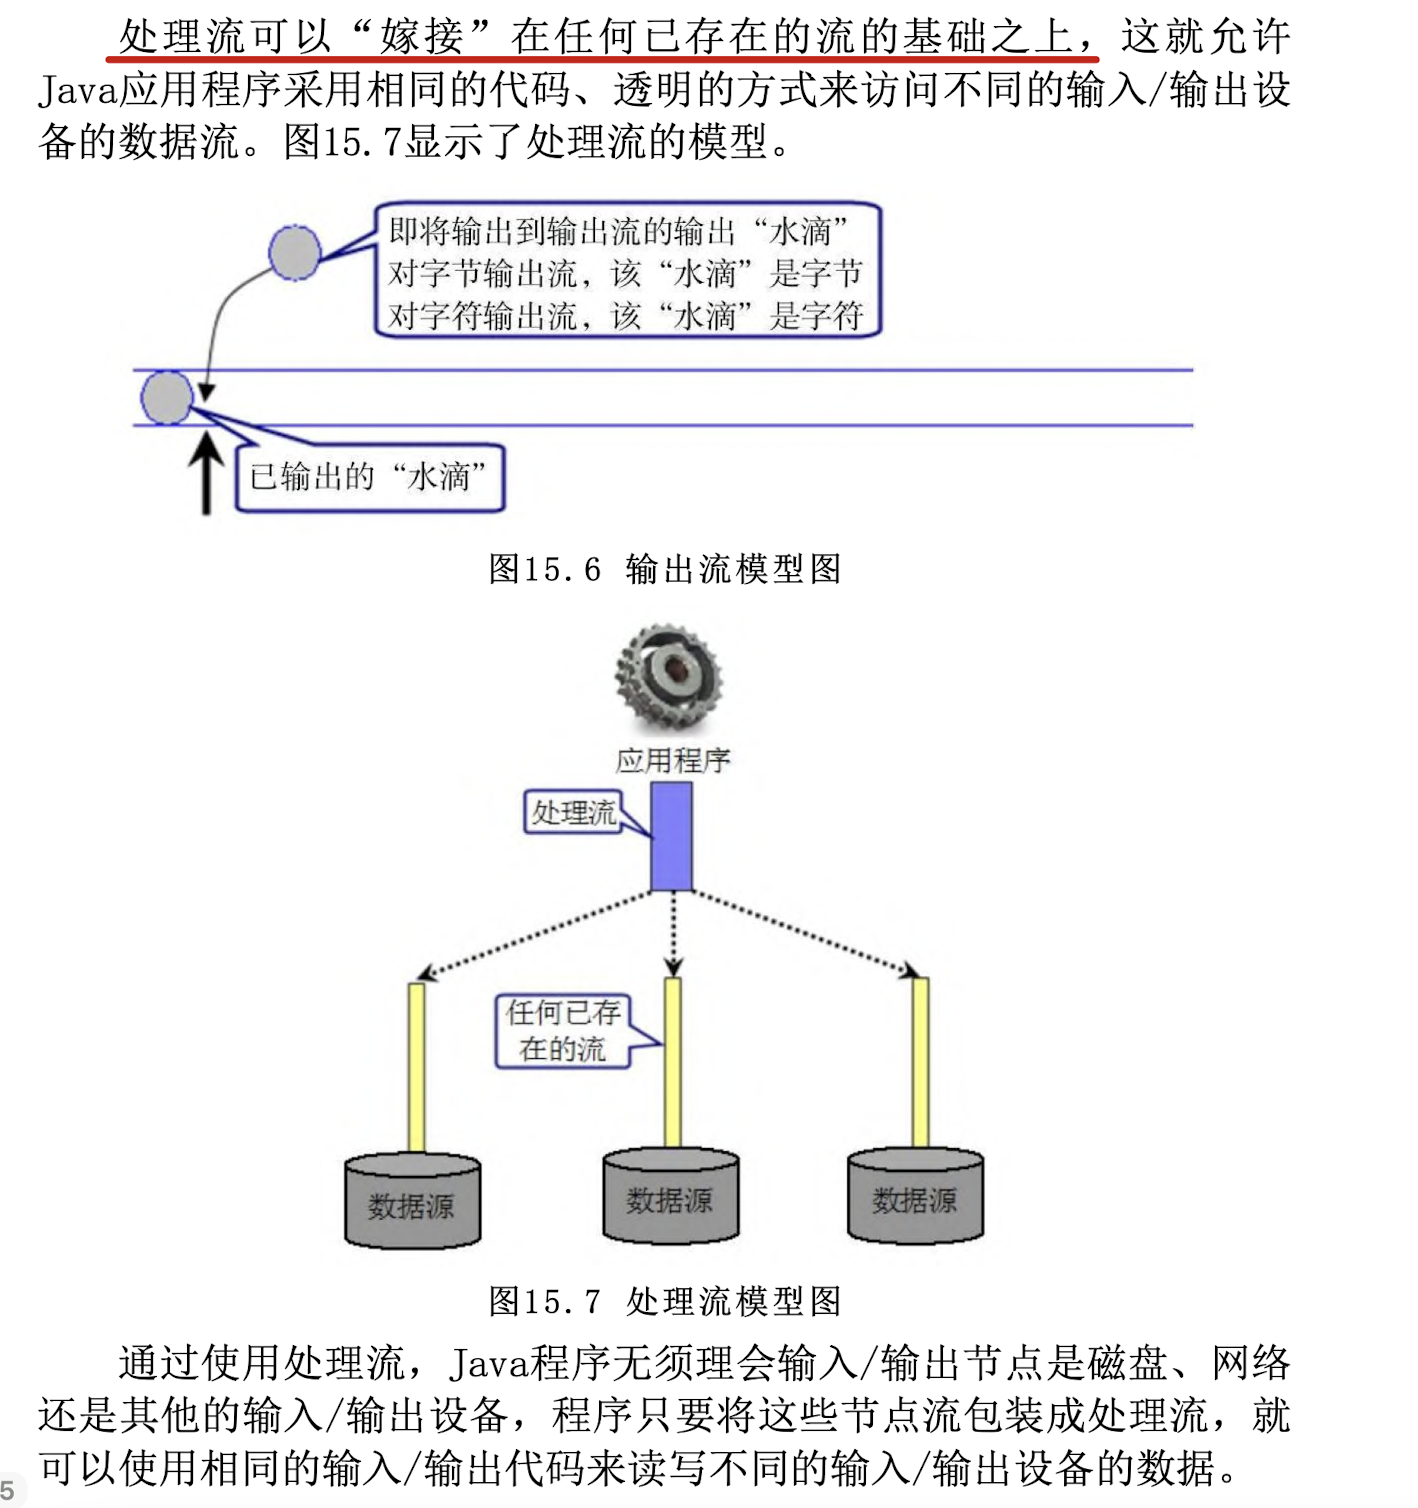 处理流可以“嫁接”在任何已存在的流的基础之上，这就允许
Java应用程序采用相同的代码、透明的方式来访问不同的输入/输出设
备的数据流。图15.7显示了处理流的模型。
即将输出到输出流的输出“水滴”
对字节输出流，该“水滴”是字节
对字符输出流，该“水滴”是字符
已输出的“水滴”
图15.6 输出流模型图
应用程序
处理流
任何已存
在的流
数据源
数据源
数据源
图15.7 处理流模型图
通过使用处理流，Java程序无须理会输入/输出节点是磁盘、网络
还是其他的输入/输出设备，程序只要将这些节点流包装成处理流，就
可以使用相同的输入/输出代码来读写不同的输入/输出设备的数据。
5